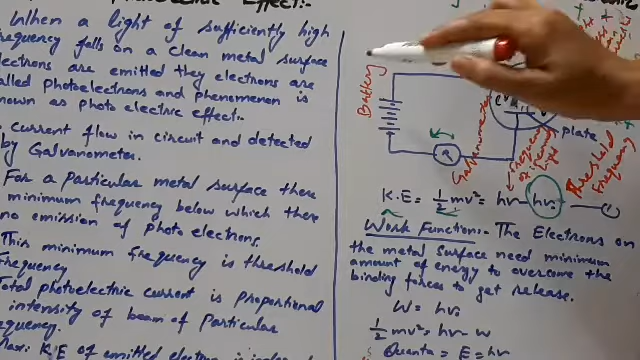 Photoelectric Effect:-
When a light of sufficiently high
frequency falls on a clean metal surface
electrons are emitted they electrons are
called photoelectrons and phenomenon is
known as photo electric effect.
current flow in circuit and detected
by Galvanometer.
For a Particular metal surface there
minimum frequency below which there
no emission of photo electrons.
This minimum frequency is threshold
frequency
Total photoelectric current is proportional
intensity of beam of Particular
frequency.
Max: K.E of emitted electron is
Battery
Galvanometer
Plate
Threshold
Frequency
K.E = 1/2 mv² = hν - hν₀
Work Function:- The Electrons on
the metal surface need minimum
amount of energy to overcome the
binding forces to get release.
W = hν₀
1/2 mv² = hν - W
Quanta = E = hν